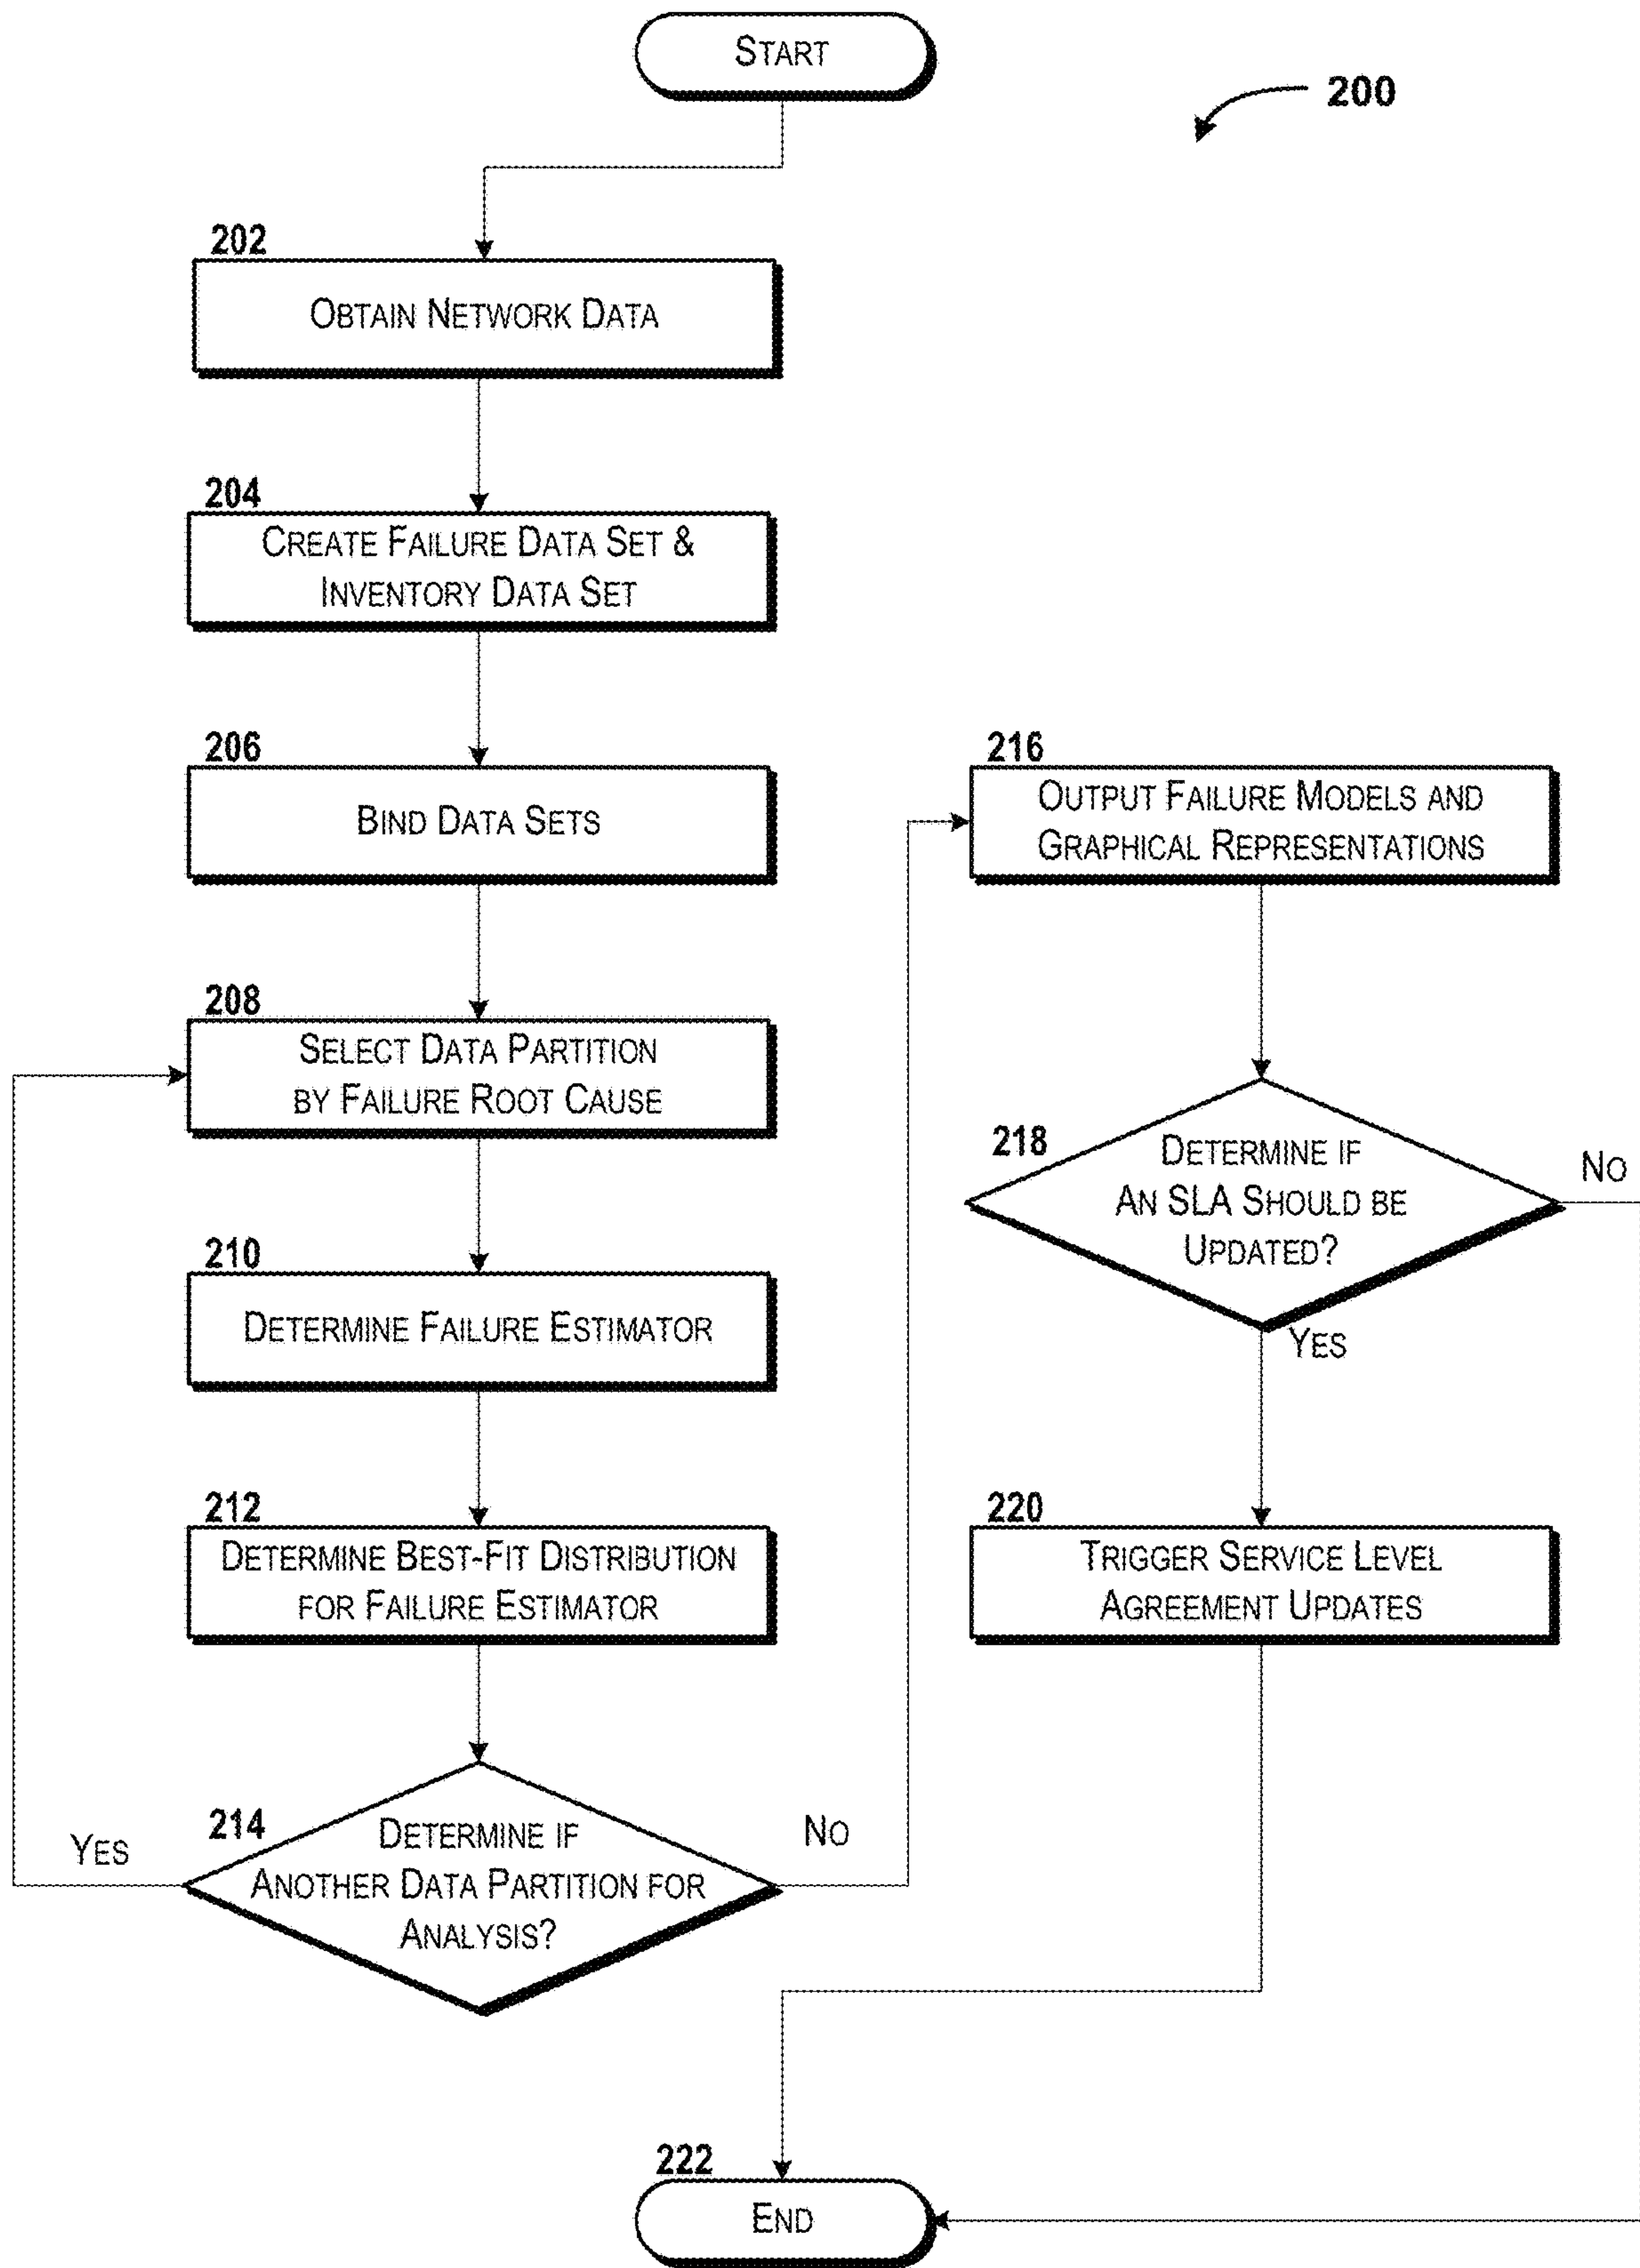 START
200
202
OBTAIN NETWORK DATA
204
CREATE FAILURE DATA SET &
INVENTORY DATA SET
206
BIND DATA SETS
208
SELECT DATA PARTITION
BY FAILURE ROOT CAUSE
210
DETERMINE FAILURE ESTIMATOR
212
DETERMINE BEST-FIT DISTRIBUTION
FOR FAILURE ESTIMATOR
214
DETERMINE IF
ANOTHER DATA PARTITION FOR
ANALYSIS?
YES
NO
216
OUTPUT FAILURE MODELS AND
GRAPHICAL REPRESENTATIONS
218
DETERMINE IF
AN SLA SHOULD BE
UPDATED?
NO
YES
220
TRIGGER SERVICE LEVEL
AGREEMENT UPDATES
222
END